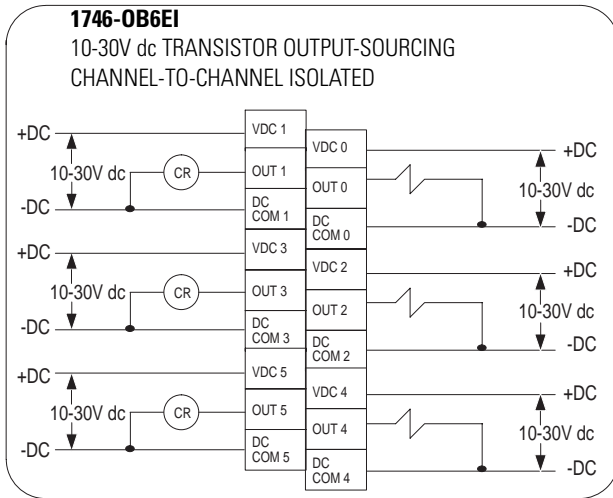 1746-OB6EI
10-30V dc TRANSISTOR OUTPUT-SOURCING
CHANNEL-TO-CHANNEL ISOLATED
+DC
10-30V dc
-DC
CR
VDC 1
OUT 1
DC
COM 1
VDC 0
OUT 0
DC
COM 0
+DC
10-30V dc
-DC
+DC
10-30V dc
-DC
CR
VDC 3
OUT 3
DC
COM 3
VDC 2
OUT 2
DC
COM 2
+DC
10-30V dc
-DC
+DC
10-30V dc
-DC
CR
VDC 5
OUT 5
DC
COM 5
VDC 4
OUT 4
DC
COM 4
+DC
10-30V dc
-DC